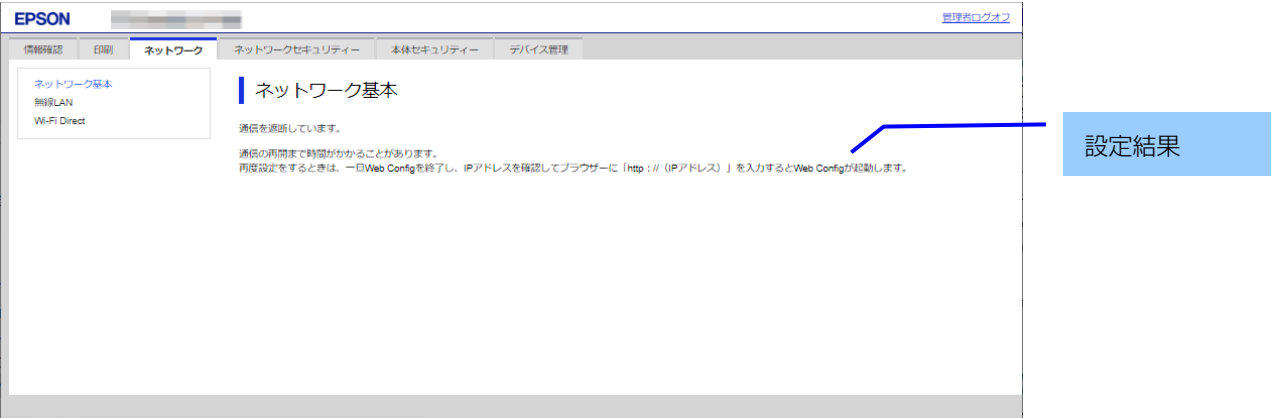 EPSON
管理者ログオフ
情報確認 印刷 ネットワーク ネットワークセキュリティー 本体セキュリティー デバイス管理
ネットワーク基本
無線LAN
Wi-Fi Direct
ネットワーク基本
通信を遮断しています。
通信の再開まで時間がかかることがあります。
再度設定をするときは、一旦Web Configを終了し、IPアドレスを確認してブラウザーに「http：//（IPアドレス）」を入力するとWeb Configが起動します。
設定結果